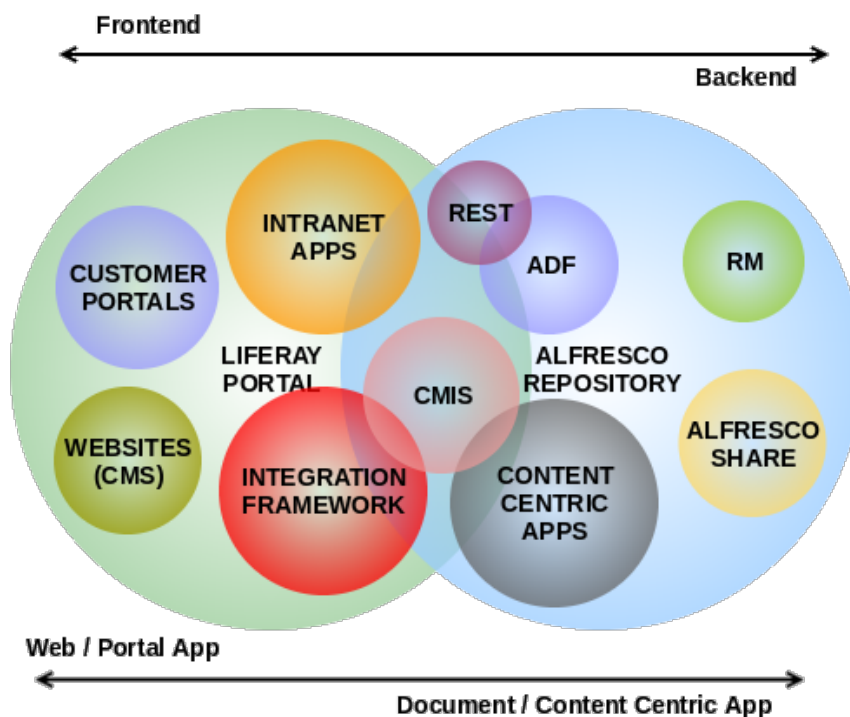 Frontend
Backend
INTRANET
APPS
REST
ADF
RM
CUSTOMER
PORTALS
LIFERAY
PORTAL
ALFRESCO
REPOSITORY
CMIS
WEBSITES
(CMS)
INTEGRATION
FRAMEWORK
CONTENT
CENTRIC
APPS
ALFRESCO
SHARE
Web / Portal App
Document / Content Centric App